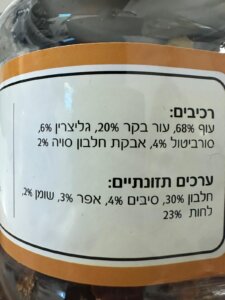 רכיבים:
עוף 68%, עור בקר 20%, גליצרין 6%,
סורביטול 4%, אבקת חלבון סויה 2%
ערכים תזונתיים:
חלבון 30%, סיבים 4%, אפר 3%, שומן 2%,
לחות 23%